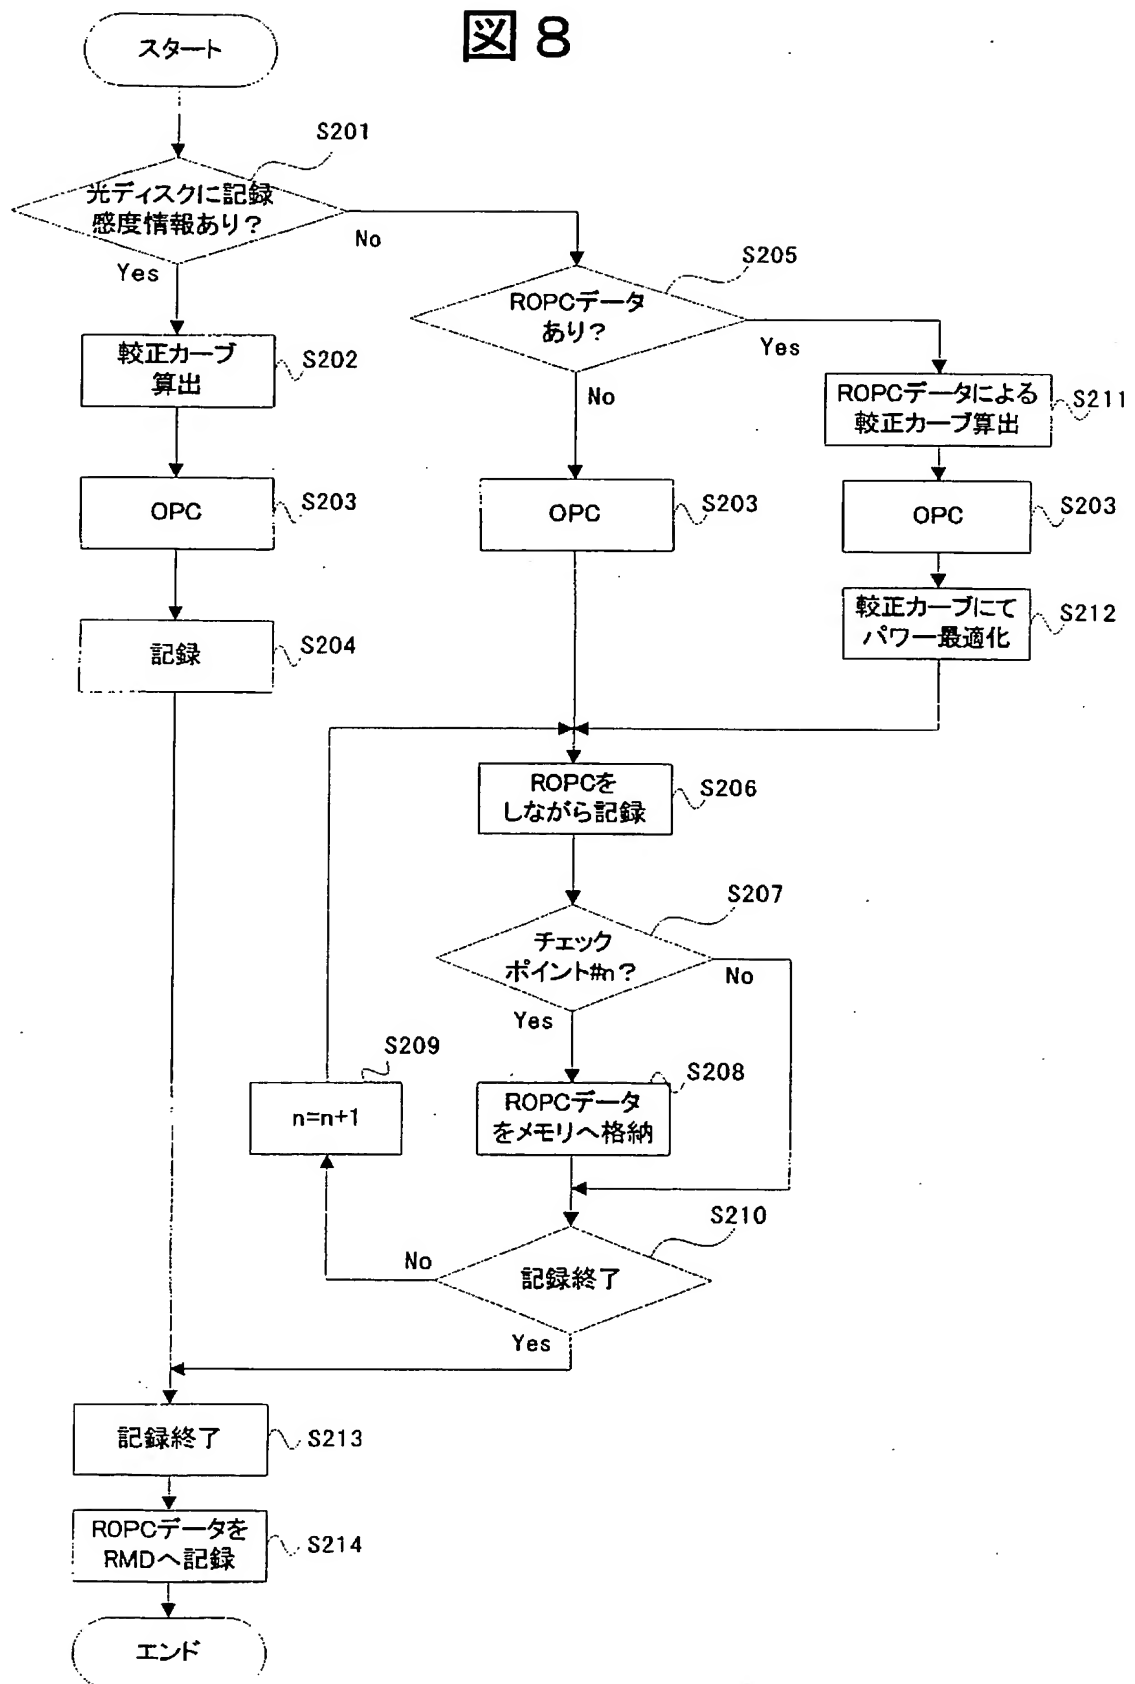 図8
スタート
S201
光ディスクに記録
感度情報あり？
No
Yes
S205
ROPCデータ
あり？
Yes
No
較正カーブ
算出
S202
ROPCデータによる
較正カーブ算出
S211
OPC
S203
OPC
S203
OPC
S203
較正カーブにて
パワー最適化
S212
記録
S204
ROPCを
しながら記録
S206
S207
チェック
ポイント#n？
No
Yes
S209
n=n+1
S208
ROPCデータ
をメモリへ格納
S210
No
記録終了
Yes
記録終了
S213
ROPCデータを
RMDへ記録
S214
エンド